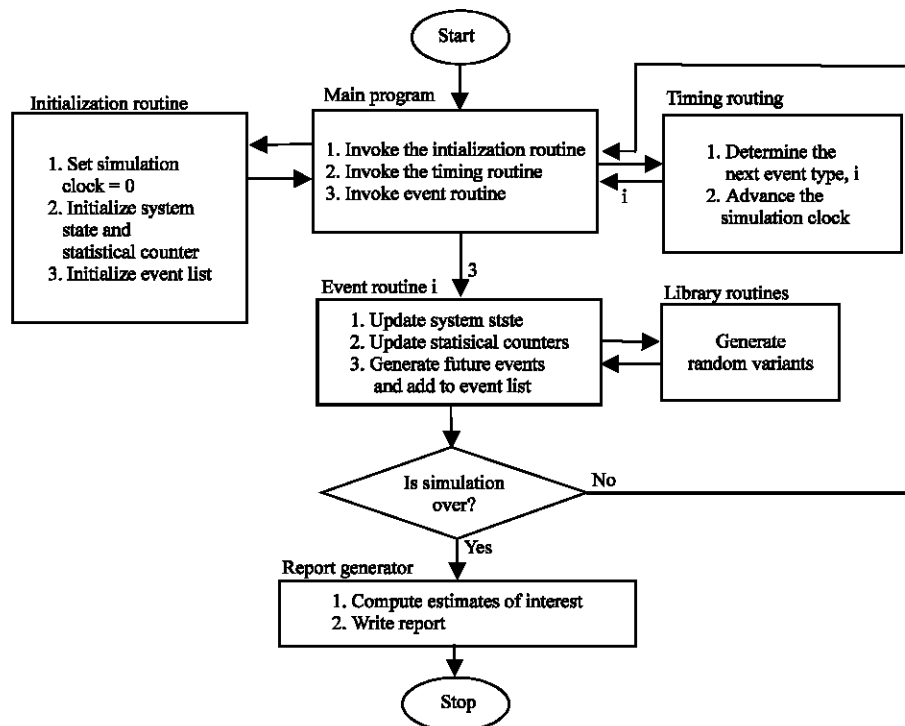 Start
Main program
Initialization routine
Timing routing
1. Set simulation
clock = 0
2. Initialize system
state and
statistical counter
3. Initialize event list
1. Invoke the intialization routine
2. Invoke the timing routine
3. Invoke event routine
i
1. Determine the
next event type, i
2. Advance the
simulation clock
3
Event routine i
Library routines
1. Update system stste
2. Update statisical counters
3. Generate future events
and add to event list
Generate
random variants
Is simulation
over?
No
Yes
Report generator
1. Compute estimates of interest
2. Write report
Stop